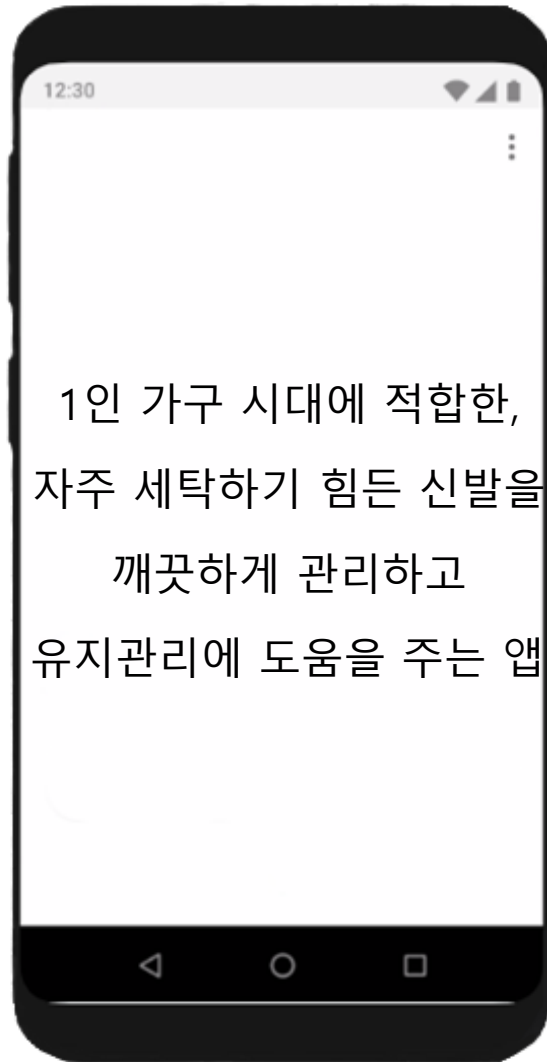 12:30
1인 가구 시대에 적합한,
자주 세탁하기 힘든 신발을
깨끗하게 관리하고
유지관리에 도움을 주는 앱